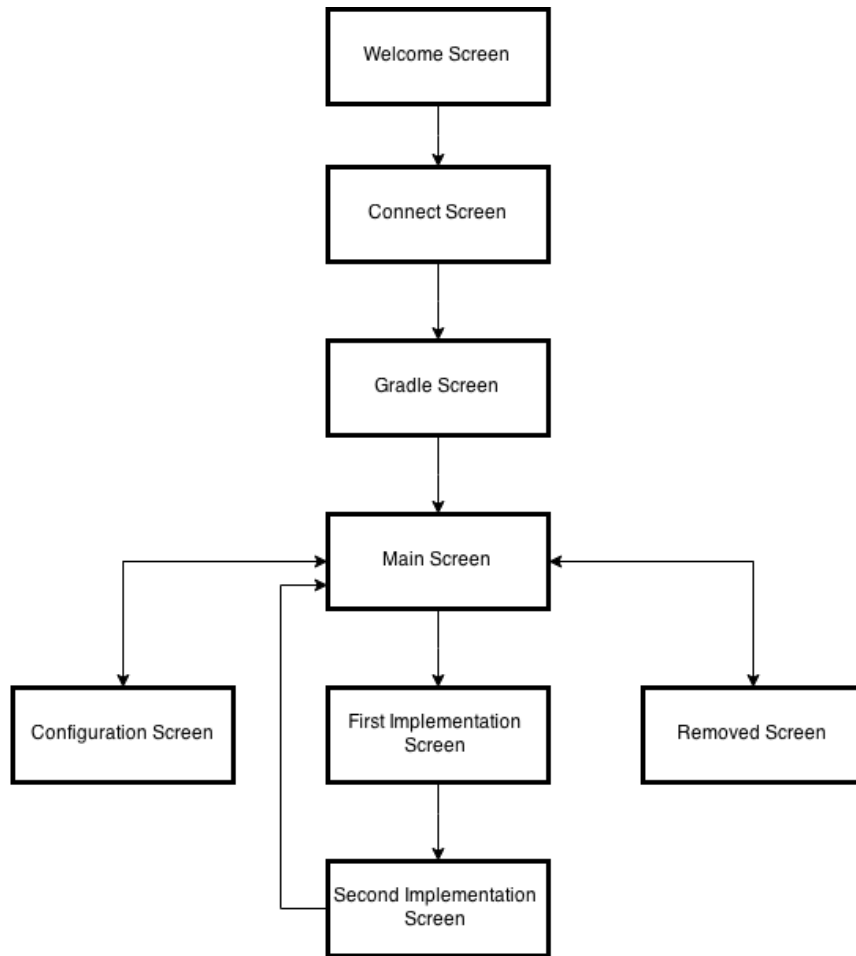 Welcome Screen
Connect Screen
Gradle Screen
Main Screen
Configuration Screen
First Implementation
Screen
Removed Screen
Second Implementation
Screen